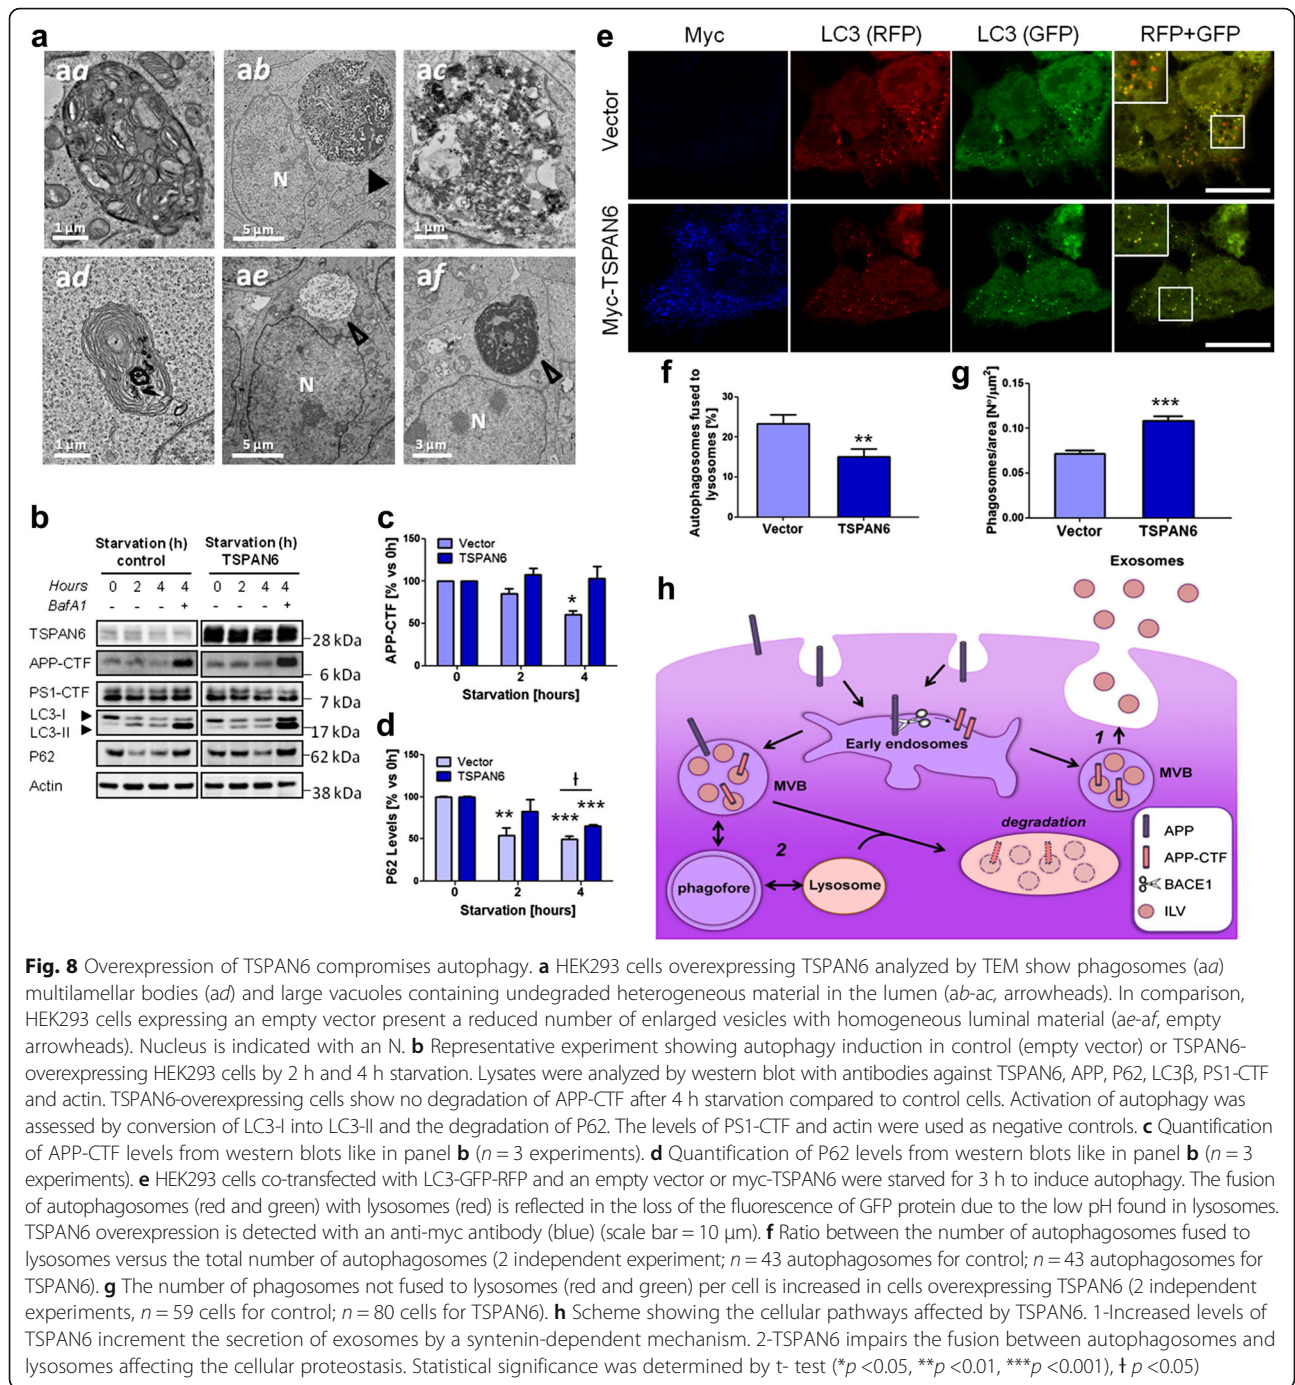 a
aa
ab
ac
N
1 µm
5 µm
1 µm
ad
ae
af
N
N
1 µm
5 µm
3 µm
e
Myc
LC3 (RFP)
LC3 (GFP)
RFP+GFP
Vector
Myc-TSPAN6
b
Starvation (h)
control
Starvation (h)
TSPAN6
Hours 0 2 4 4 0 2 4 4
BafA1 - - - + - - - +
TSPAN6
28 kDa
APP-CTF
6 kDa
PS1-CTF
7 kDa
LC3-I
LC3-II
17 kDa
P62
62 kDa
Actin
38 kDa
c
APP-CTF [% vs 0h]
150
100
50
0
Vector
TSPAN6
*
0 2 4
Starvation [hours]
d
P62 Levels [% vs 0h]
150
100
50
0
Vector
TSPAN6
**
***
ⱡ
***
0 2 4
Starvation [hours]
f
Autophagosomes fused to
lysosomes [%]
30
20
10
0
**
Vector TSPAN6
g
Phagosomes/area [N°/µm²]
0.15
0.10
0.05
0.00
***
Vector TSPAN6
h
Exosomes
Early endosomes
1
MVB
MVB
degradation
2
phagofore
Lysosome
APP
APP-CTF
BACE1
ILV
Fig. 8 Overexpression of TSPAN6 compromises autophagy. a HEK293 cells overexpressing TSPAN6 analyzed by TEM show phagosomes (aa)
multilamellar bodies (ad) and large vacuoles containing undegraded heterogeneous material in the lumen (ab-ac, arrowheads). In comparison,
HEK293 cells expressing an empty vector present a reduced number of enlarged vesicles with homogeneous luminal material (ae-af, empty
arrowheads). Nucleus is indicated with an N. b Representative experiment showing autophagy induction in control (empty vector) or TSPAN6-
overexpressing HEK293 cells by 2 h and 4 h starvation. Lysates were analyzed by western blot with antibodies against TSPAN6, APP, P62, LC3β, PS1-CTF
and actin. TSPAN6-overexpressing cells show no degradation of APP-CTF after 4 h starvation compared to control cells. Activation of autophagy was
assessed by conversion of LC3-I into LC3-II and the degradation of P62. The levels of PS1-CTF and actin were used as negative controls. c Quantification
of APP-CTF levels from western blots like in panel b (n = 3 experiments). d Quantification of P62 levels from western blots like in panel b (n = 3
experiments). e HEK293 cells co-transfected with LC3-GFP-RFP and an empty vector or myc-TSPAN6 were starved for 3 h to induce autophagy. The fusion
of autophagosomes (red and green) with lysosomes (red) is reflected in the loss of the fluorescence of GFP protein due to the low pH found in lysosomes.
TSPAN6 overexpression is detected with an anti-myc antibody (blue) (scale bar = 10 µm). f Ratio between the number of autophagosomes fused to
lysosomes versus the total number of autophagosomes (2 independent experiment; n = 43 autophagosomes for control; n = 43 autophagosomes for
TSPAN6). g The number of phagosomes not fused to lysosomes (red and green) per cell is increased in cells overexpressing TSPAN6 (2 independent
experiments, n = 59 cells for control; n = 80 cells for TSPAN6). h Scheme showing the cellular pathways affected by TSPAN6. 1-Increased levels of
TSPAN6 increment the secretion of exosomes by a syntenin-dependent mechanism. 2-TSPAN6 impairs the fusion between autophagosomes and
lysosomes affecting the cellular proteostasis. Statistical significance was determined by t- test (*p <0.05, **p <0.01, ***p <0.001), ⱡ p <0.05)